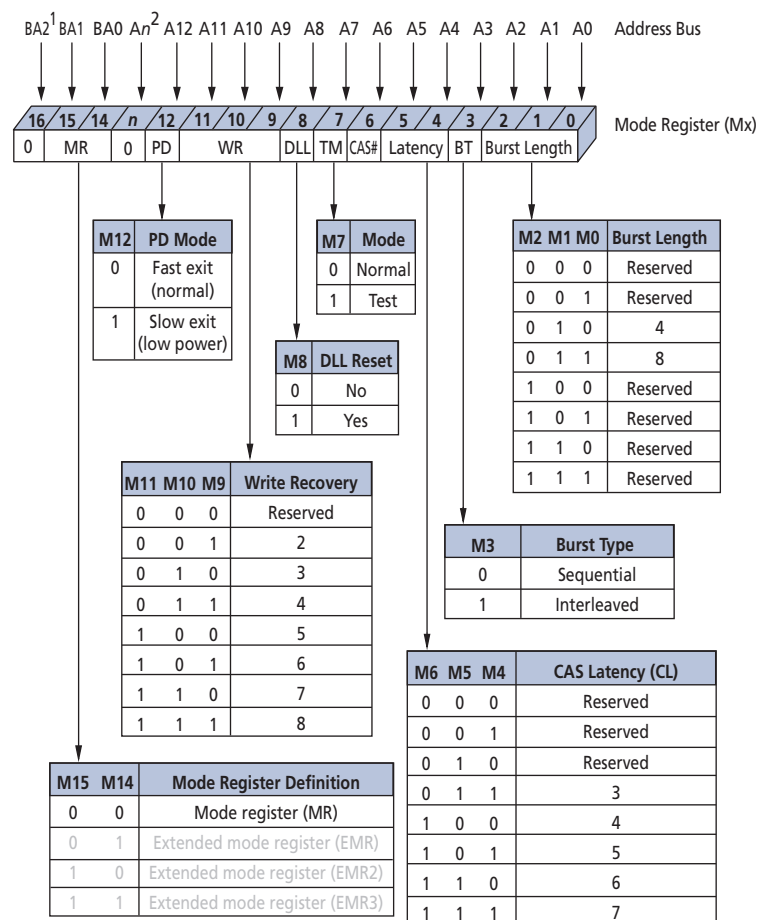 BA2¹ BA1 BA0 An² A12 A11 A10 A9 A8 A7 A6 A5 A4 A3 A2 A1 A0 Address Bus
16 15 14 n 12 11 10 9 8 7 6 5 4 3 2 1 0 Mode Register (Mx)
0 MR 0 PD WR DLL TM CAS# Latency BT Burst Length
M12 PD Mode
0 Fast exit
(normal)
1 Slow exit
(low power)
M7 Mode
0 Normal
1 Test
M2 M1 M0 Burst Length
0 0 0 Reserved
0 0 1 Reserved
0 1 0 4
0 1 1 8
1 0 0 Reserved
1 0 1 Reserved
1 1 0 Reserved
1 1 1 Reserved
M8 DLL Reset
0 No
1 Yes
M11 M10 M9 Write Recovery
0 0 0 Reserved
0 0 1 2
0 1 0 3
0 1 1 4
1 0 0 5
1 0 1 6
1 1 0 7
1 1 1 8
M3 Burst Type
0 Sequential
1 Interleaved
M6 M5 M4 CAS Latency (CL)
0 0 0 Reserved
0 0 1 Reserved
0 1 0 Reserved
0 1 1 3
1 0 0 4
1 0 1 5
1 1 0 6
1 1 1 7
M15 M14 Mode Register Definition
0 0 Mode register (MR)
0 1 Extended mode register (EMR)
1 0 Extended mode register (EMR2)
1 1 Extended mode register (EMR3)